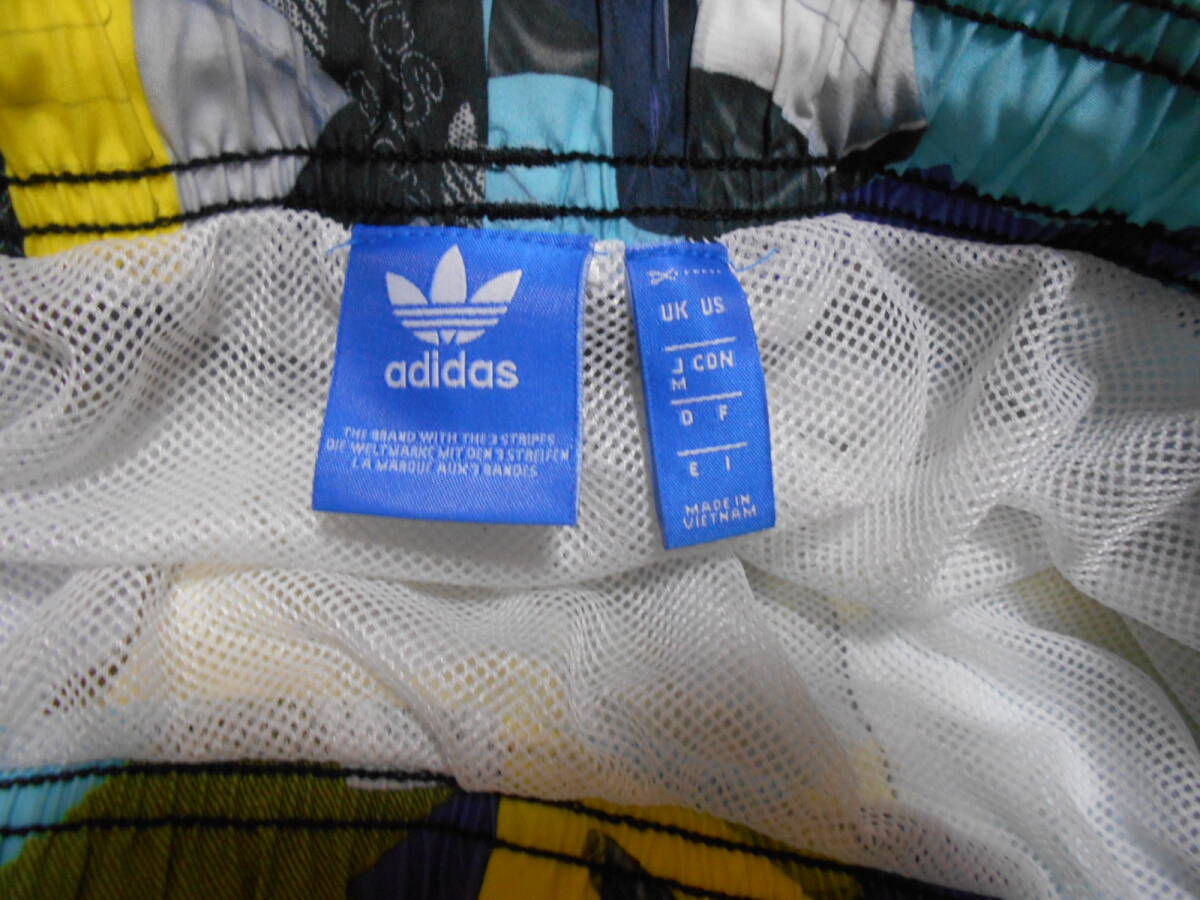 adidas
THE BRAND WITH THE 3 STRIPES
DIE WELTMARKE MIT DEN 3 STREIFEN
LA MARQUE AUX 3 BANDES
UK US
J CDN
M
D F
E I
MADE IN
VIETNAM